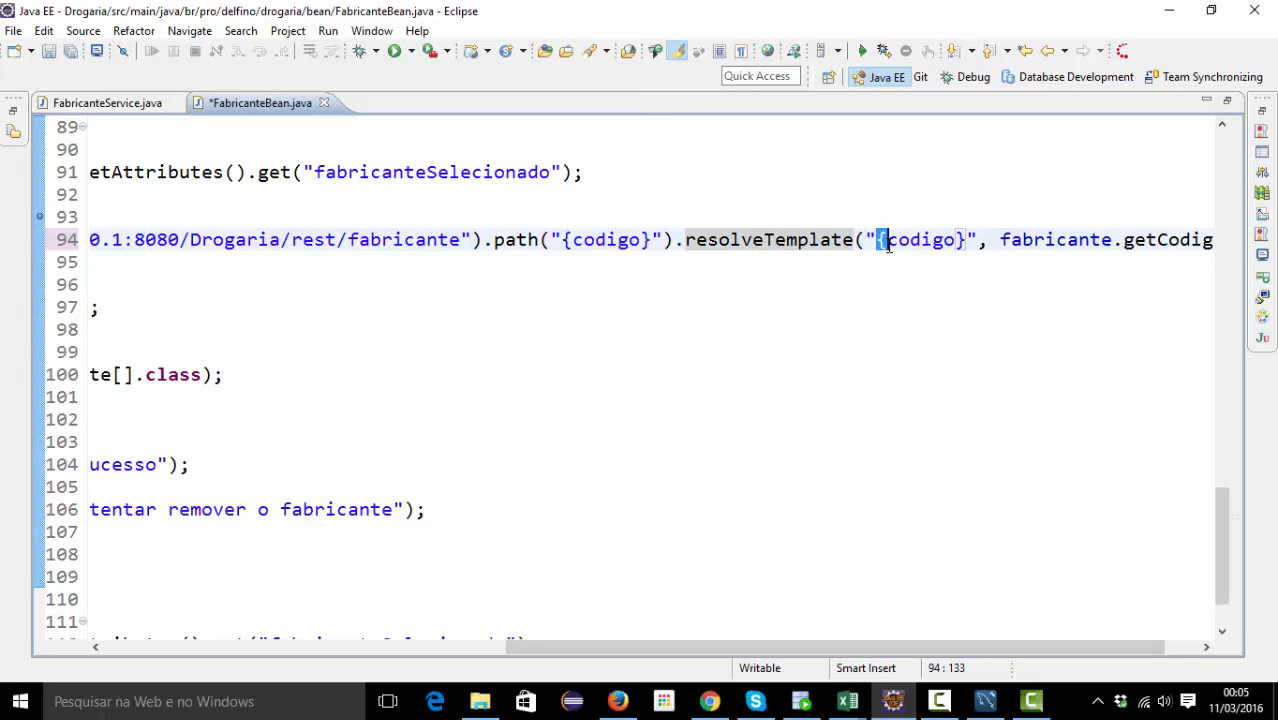 Java EE - Drogaria/src/main/java/br/pro/delfino/drogaria/bean/FabricanteBean.java - Eclipse
File Edit Source Refactor Navigate Search Project Run Window Help
Quick Access Java EE Git Debug Database Development Team Synchronizing
FabricanteService.java *FabricanteBean.java
89
90
91 etAttributes().get("fabricanteSelecionado");
92
93
94 0.1:8080/Drogaria/rest/fabricante").path("{codigo}").resolveTemplate("{codigo}", fabricante.getCodig
95
96
97 ;
98
99
100 te[].class);
101
102
103
104 ucesso");
105
106 tentar remover o fabricante");
107
108
109
110
111
Writable Smart Insert 94 : 133
Pesquisar na Web e no Windows
00:05
11/03/2016